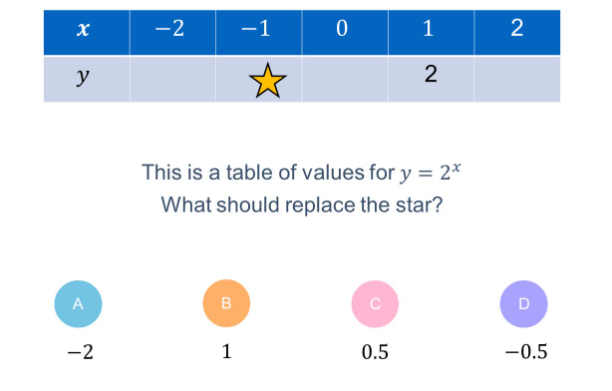 x −2 −1 0 1 2
y 2
This is a table of values for y = 2ˣ
What should replace the star?
A B C D
−2 1 0.5 −0.5